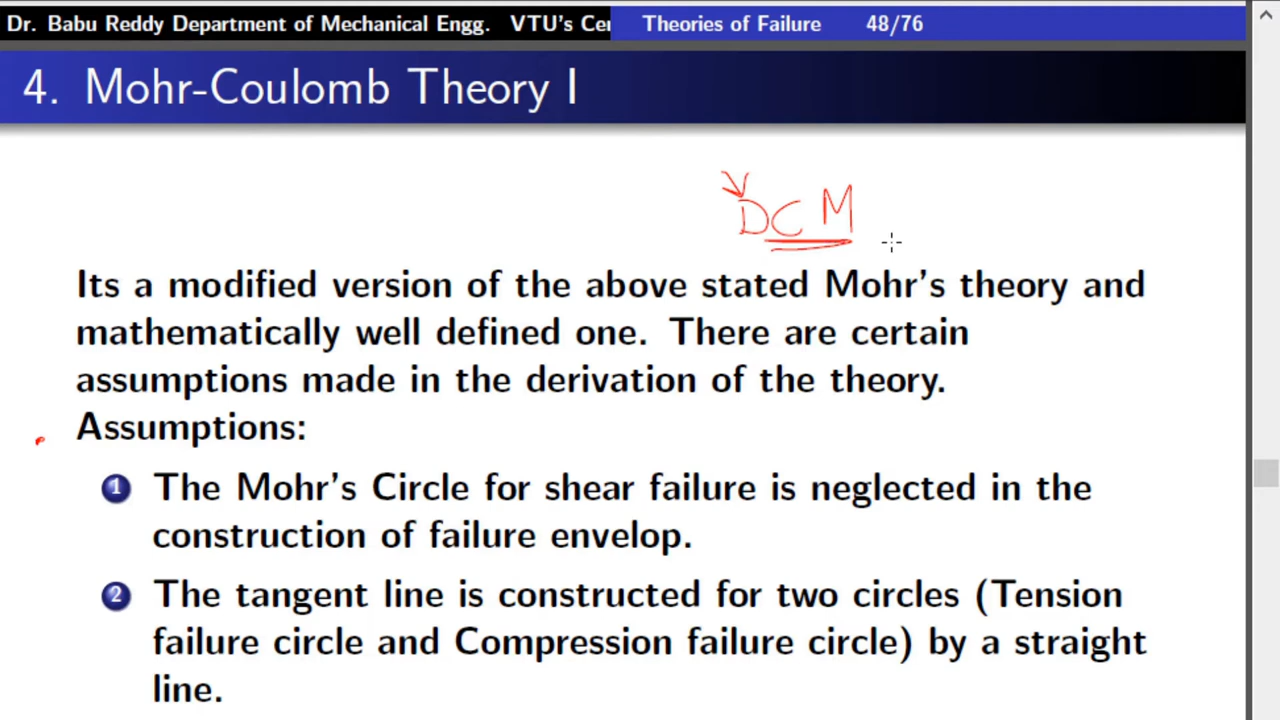 Dr. Babu Reddy Department of Mechanical Engg. VTU's Cen Theories of Failure 48/76
4. Mohr-Coulomb Theory I
DCM
Its a modified version of the above stated Mohr's theory and
mathematically well defined one. There are certain
assumptions made in the derivation of the theory.
Assumptions:
1 The Mohr's Circle for shear failure is neglected in the
construction of failure envelop.
2 The tangent line is constructed for two circles (Tension
failure circle and Compression failure circle) by a straight
line.